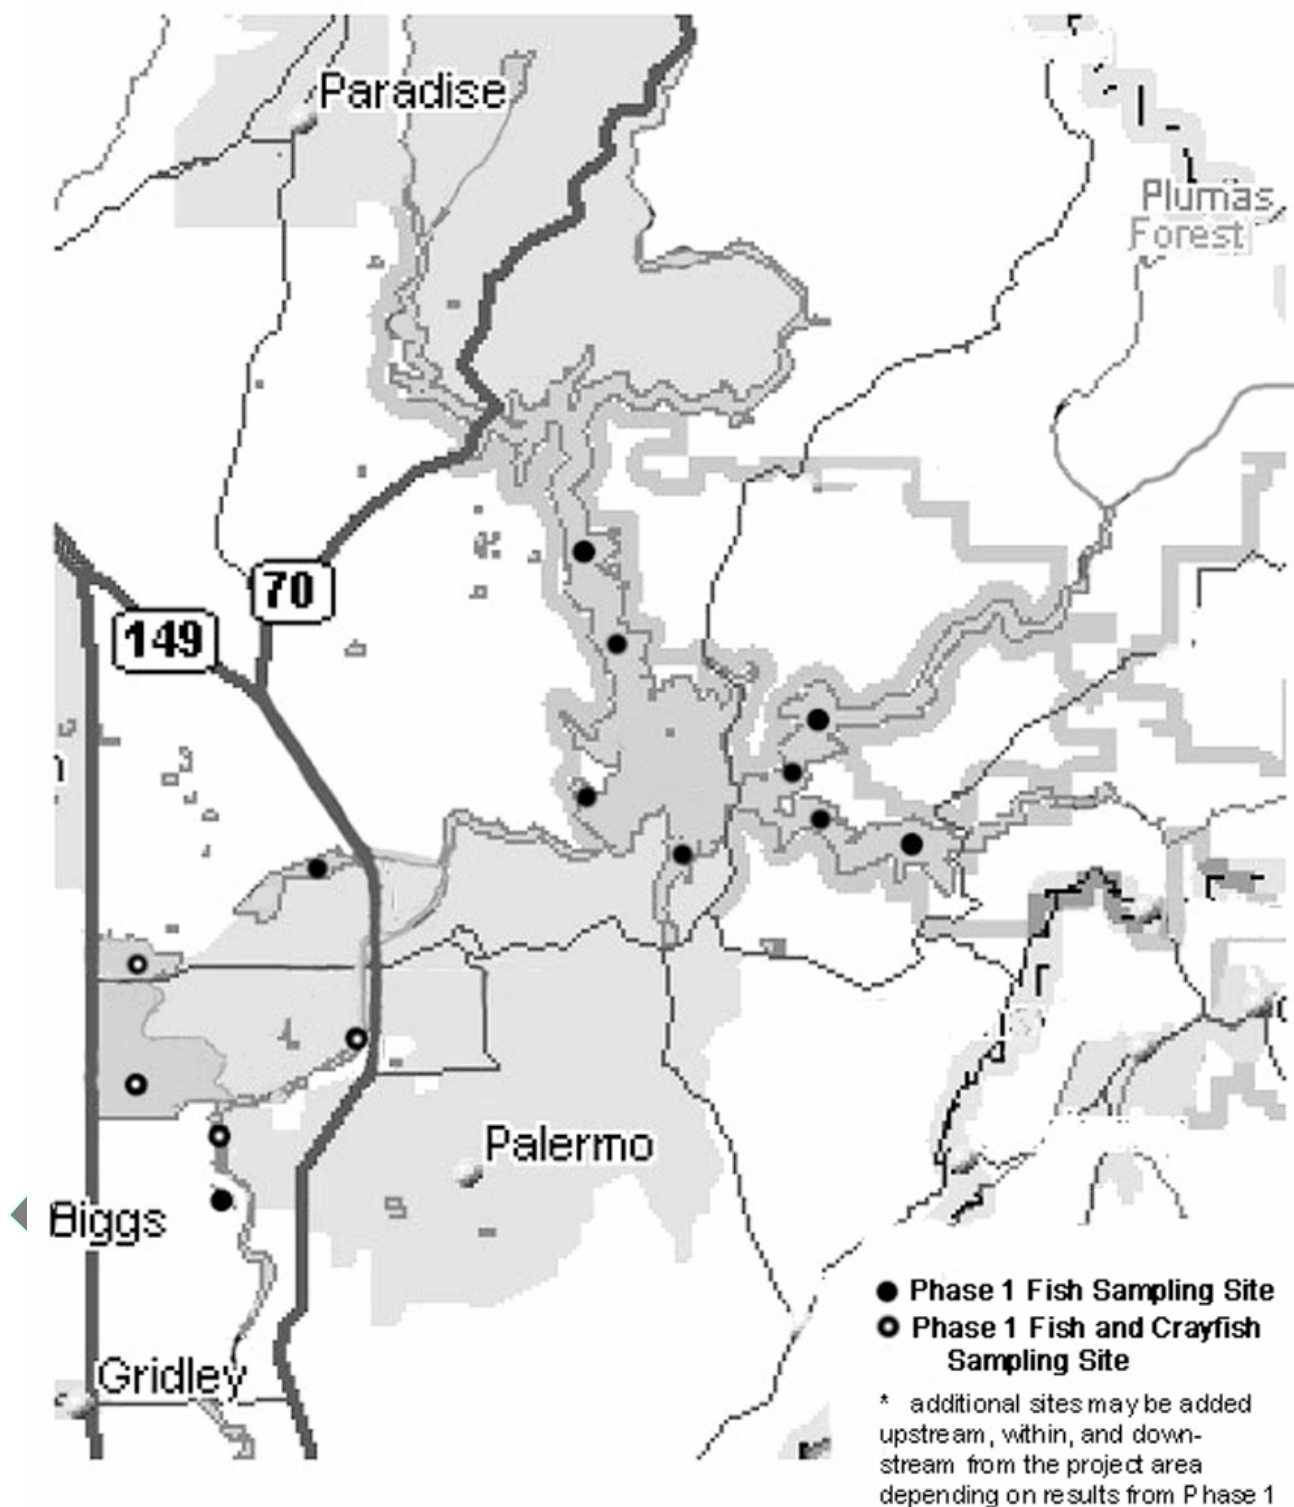 Paradise
Plumas
Forest
70
149
Palermo
Biggs
Gridley
Phase 1 Fish Sampling Site
Phase 1 Fish and Crayfish
Sampling Site
* additional sites may be added
upstream, within, and down-
stream from the project area
depending on results from Phase 1